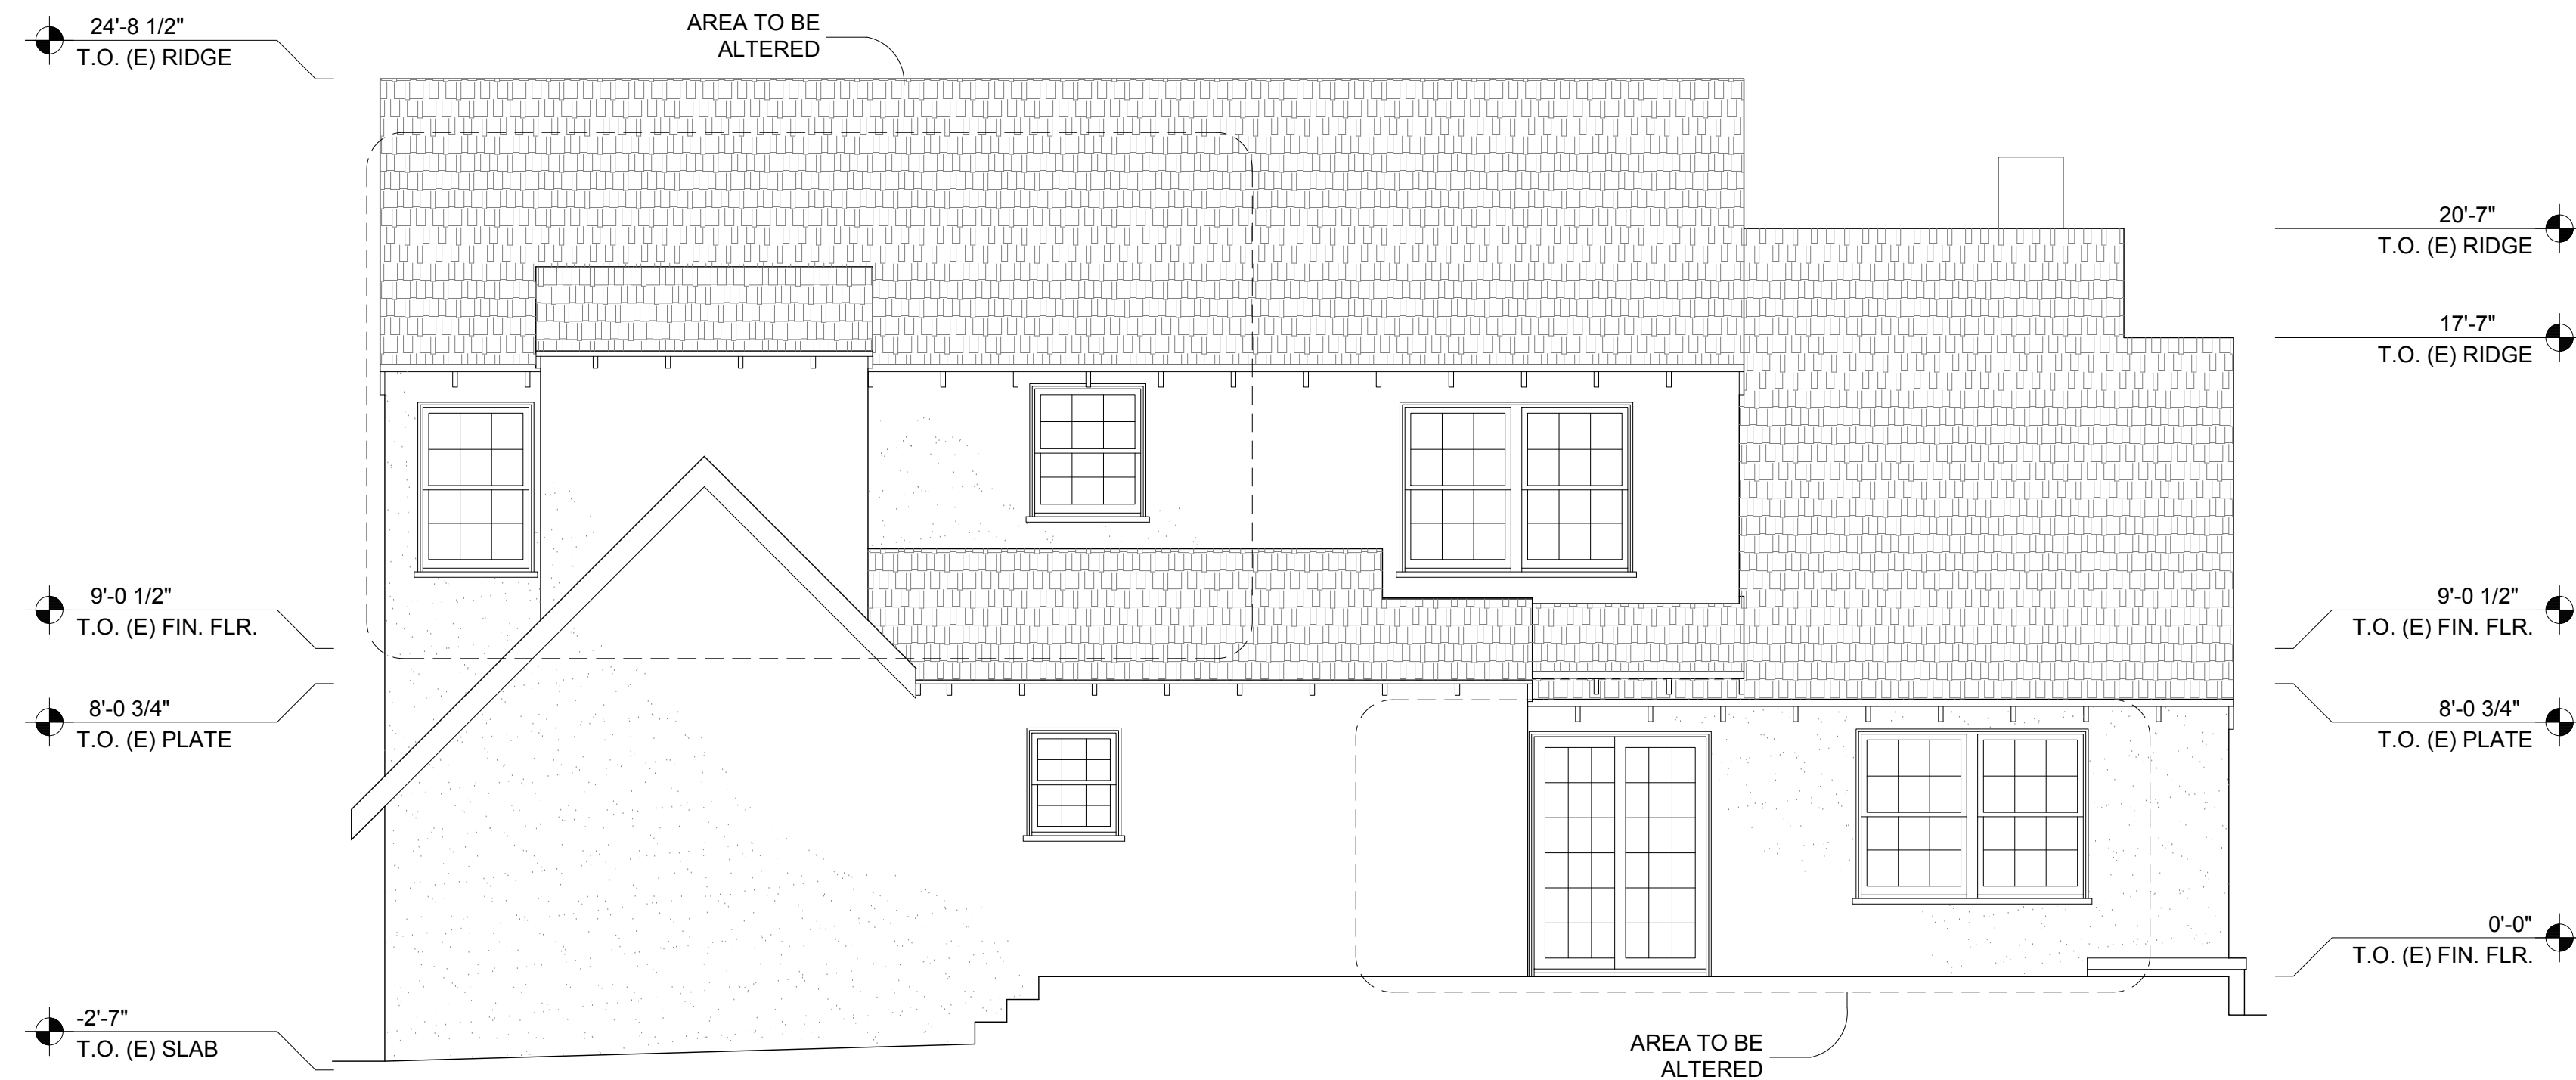 24'-8 1/2"
T.O. (E) RIDGE
AREA TO BE
ALTERED
20'-7"
T.O. (E) RIDGE
17'-7"
T.O. (E) RIDGE
9'-0 1/2"
T.O. (E) FIN. FLR.
9'-0 1/2"
T.O. (E) FIN. FLR.
8'-0 3/4"
T.O. (E) PLATE
8'-0 3/4"
T.O. (E) PLATE
0'-0"
T.O. (E) FIN. FLR.
-2'-7"
T.O. (E) SLAB
AREA TO BE
ALTERED